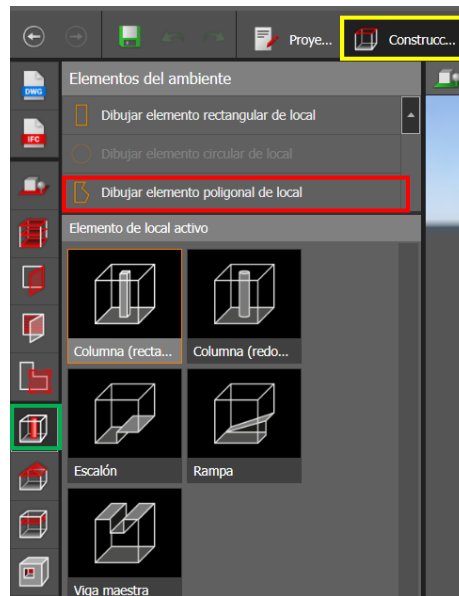 Proye...
Construcc...
DWG
IFC
Elementos del ambiente
Dibujar elemento rectangular de local
Dibujar elemento circular de local
Dibujar elemento poligonal de local
Elemento de local activo
Columna (recta...
Columna (redo...
Escalón
Rampa
Viga maestra